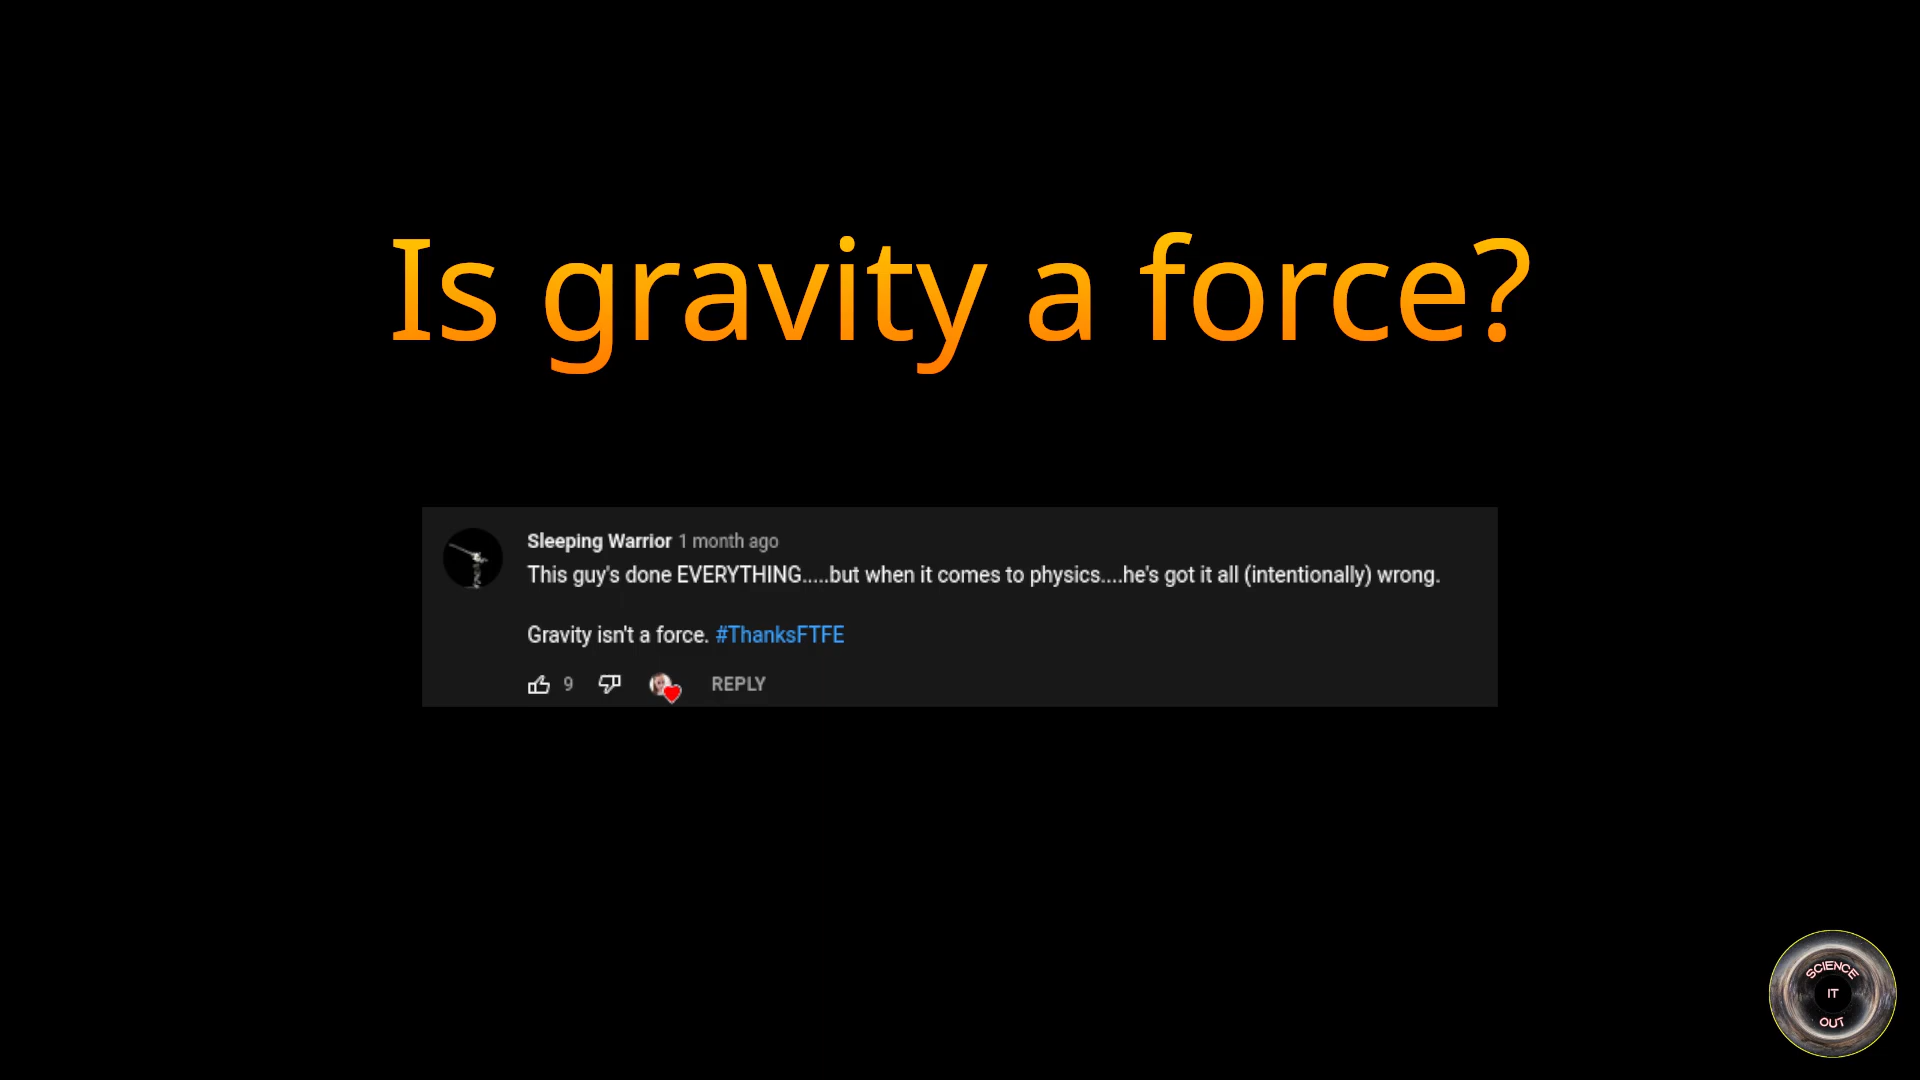 Is gravity a force?
Sleeping Warrior 1 month ago
This guy's done EVERYTHING.....but when it comes to physics....he's got it all (intentionally) wrong.
Gravity isn't a force. #ThanksFTFE
9 REPLY
SCIENCE
IT
OUT